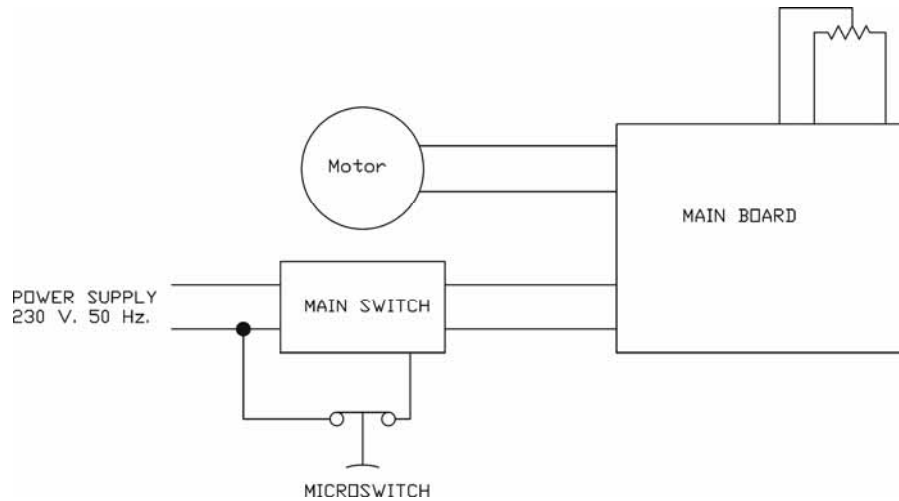 Motor
MAIN BOARD
POWER SUPPLY
230 V. 50 Hz.
MAIN SWITCH
MICROSWITCH